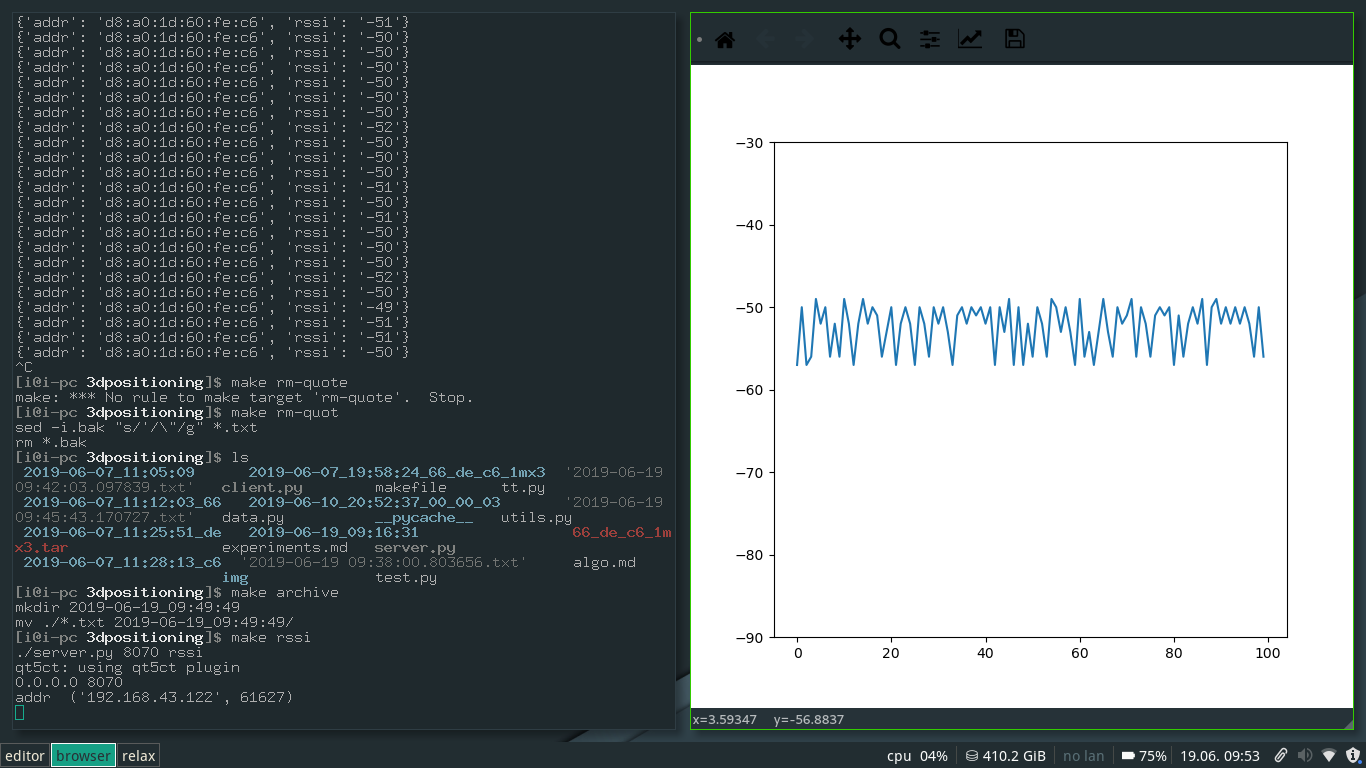 {'addr': 'd8:a0:1d:60:fe:c6', 'rssi': '-51'}
{'addr': 'd8:a0:1d:60:fe:c6', 'rssi': '-50'}
{'addr': 'd8:a0:1d:60:fe:c6', 'rssi': '-50'}
{'addr': 'd8:a0:1d:60:fe:c6', 'rssi': '-50'}
{'addr': 'd8:a0:1d:60:fe:c6', 'rssi': '-50'}
{'addr': 'd8:a0:1d:60:fe:c6', 'rssi': '-50'}
{'addr': 'd8:a0:1d:60:fe:c6', 'rssi': '-50'}
{'addr': 'd8:a0:1d:60:fe:c6', 'rssi': '-52'}
{'addr': 'd8:a0:1d:60:fe:c6', 'rssi': '-50'}
{'addr': 'd8:a0:1d:60:fe:c6', 'rssi': '-50'}
{'addr': 'd8:a0:1d:60:fe:c6', 'rssi': '-50'}
{'addr': 'd8:a0:1d:60:fe:c6', 'rssi': '-51'}
{'addr': 'd8:a0:1d:60:fe:c6', 'rssi': '-50'}
{'addr': 'd8:a0:1d:60:fe:c6', 'rssi': '-51'}
{'addr': 'd8:a0:1d:60:fe:c6', 'rssi': '-50'}
{'addr': 'd8:a0:1d:60:fe:c6', 'rssi': '-50'}
{'addr': 'd8:a0:1d:60:fe:c6', 'rssi': '-50'}
{'addr': 'd8:a0:1d:60:fe:c6', 'rssi': '-52'}
{'addr': 'd8:a0:1d:60:fe:c6', 'rssi': '-50'}
{'addr': 'd8:a0:1d:60:fe:c6', 'rssi': '-49'}
{'addr': 'd8:a0:1d:60:fe:c6', 'rssi': '-51'}
{'addr': 'd8:a0:1d:60:fe:c6', 'rssi': '-51'}
{'addr': 'd8:a0:1d:60:fe:c6', 'rssi': '-50'}
^C
[i@i-pc 3dpositioning]$ make rm-quote
make: *** No rule to make target 'rm-quote'.  Stop.
[i@i-pc 3dpositioning]$ make rm-quot
sed -i.bak "s/'/\"/g" *.txt
rm *.bak
[i@i-pc 3dpositioning]$ ls
2019-06-07_11:05:09 2019-06-07_19:58:24_66_de_c6_1mx3 '2019-06-19
09:42:03.097839.txt' client.py makefile tt.py
2019-06-07_11:12:03_66 2019-06-10_20:52:37_00_00_03 '2019-06-19
09:45:43.170727.txt' data.py __pycache__ utils.py
2019-06-07_11:25:51_de 2019-06-19_09:16:31 66_de_c6_1m
x3.tar experiments.md server.py
2019-06-07_11:28:13_c6 '2019-06-19 09:38:00.803656.txt' algo.md
img test.py
[i@i-pc 3dpositioning]$ make archive
mkdir 2019-06-19_09:49:49
mv ./*.txt 2019-06-19_09:49:49/
[i@i-pc 3dpositioning]$ make rssi
./server.py 8070 rssi
qt5ct: using qt5ct plugin
0.0.0.0 8070
addr  ('192.168.43.122', 61627)
−30
−40
−50
−60
−70
−80
−90
0 20 40 60 80 100
x=3.59347 y=-56.8837
editor browser relax
cpu 04% 410.2 GiB no lan 75% 19.06. 09:53